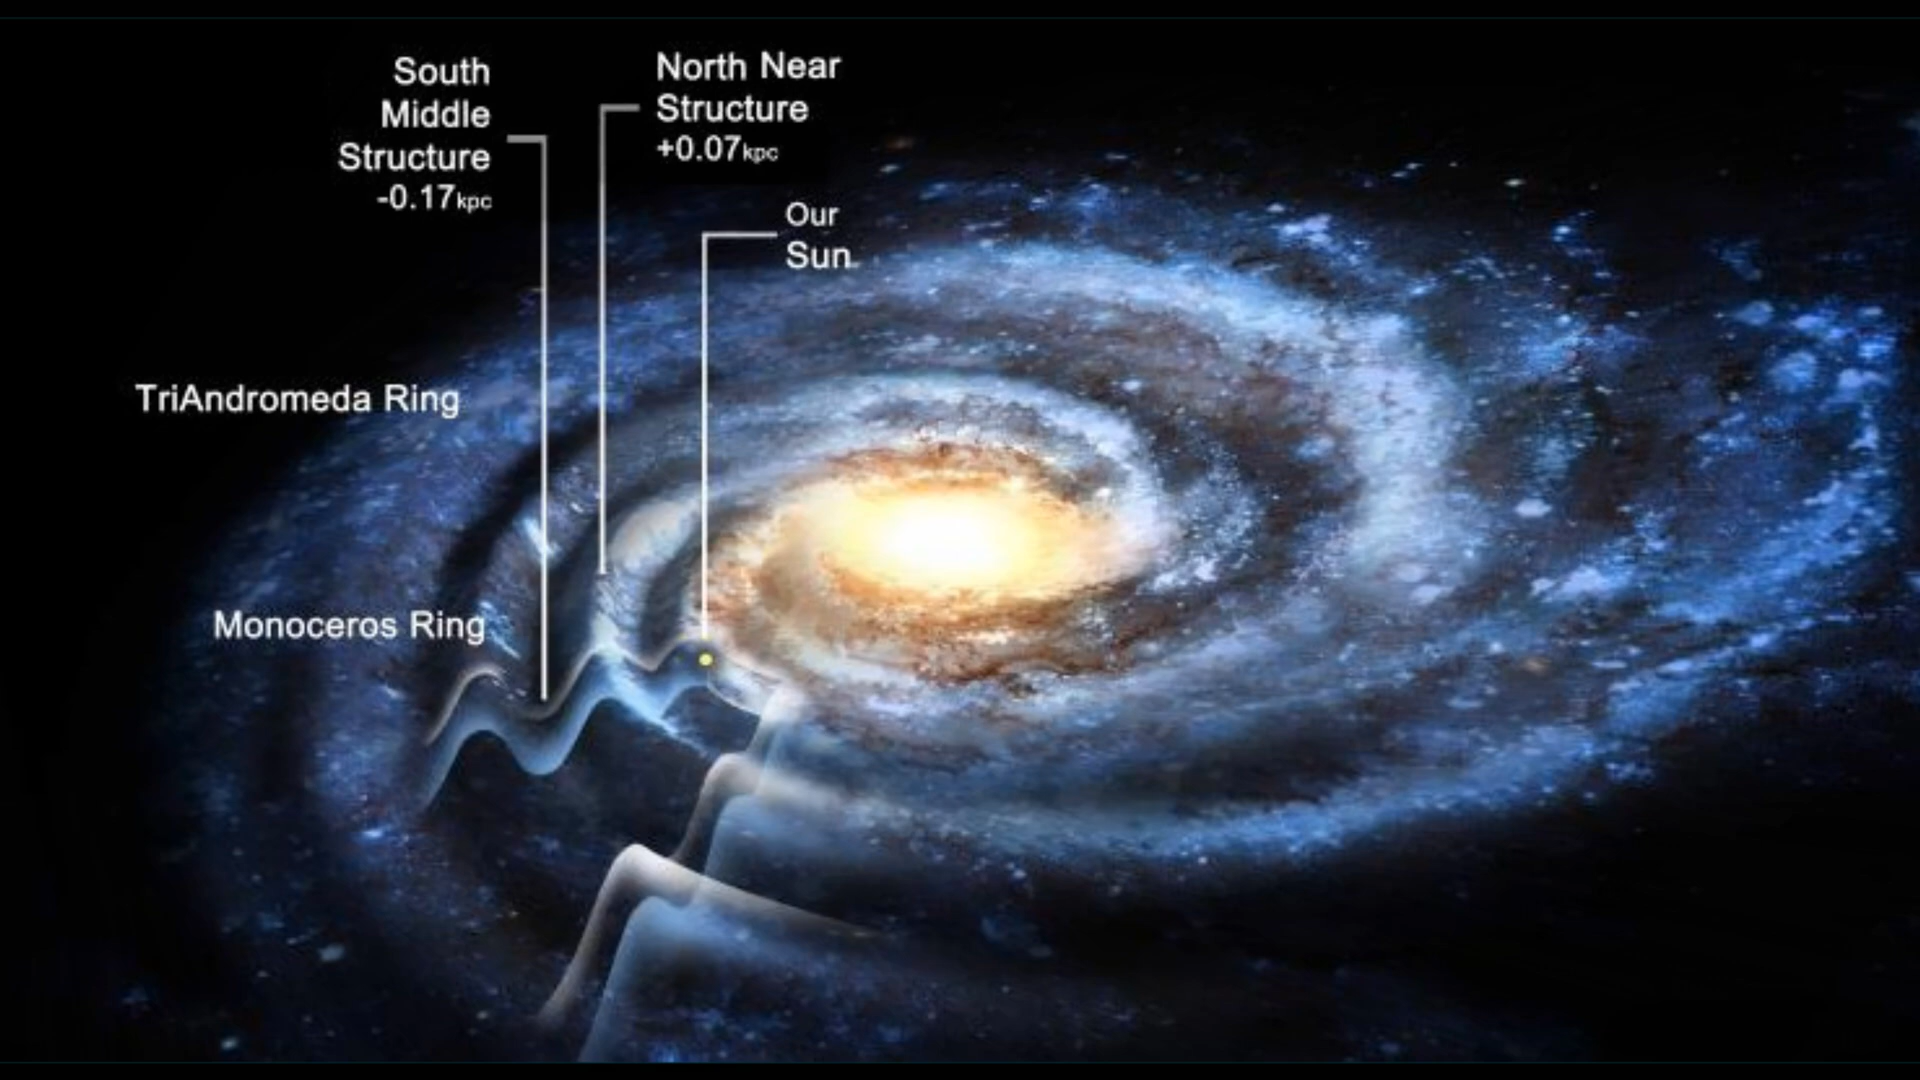 South
Middle
Structure
-0.17kpc
North Near
Structure
+0.07kpc
Our
Sun
TriAndromeda Ring
Monoceros Ring